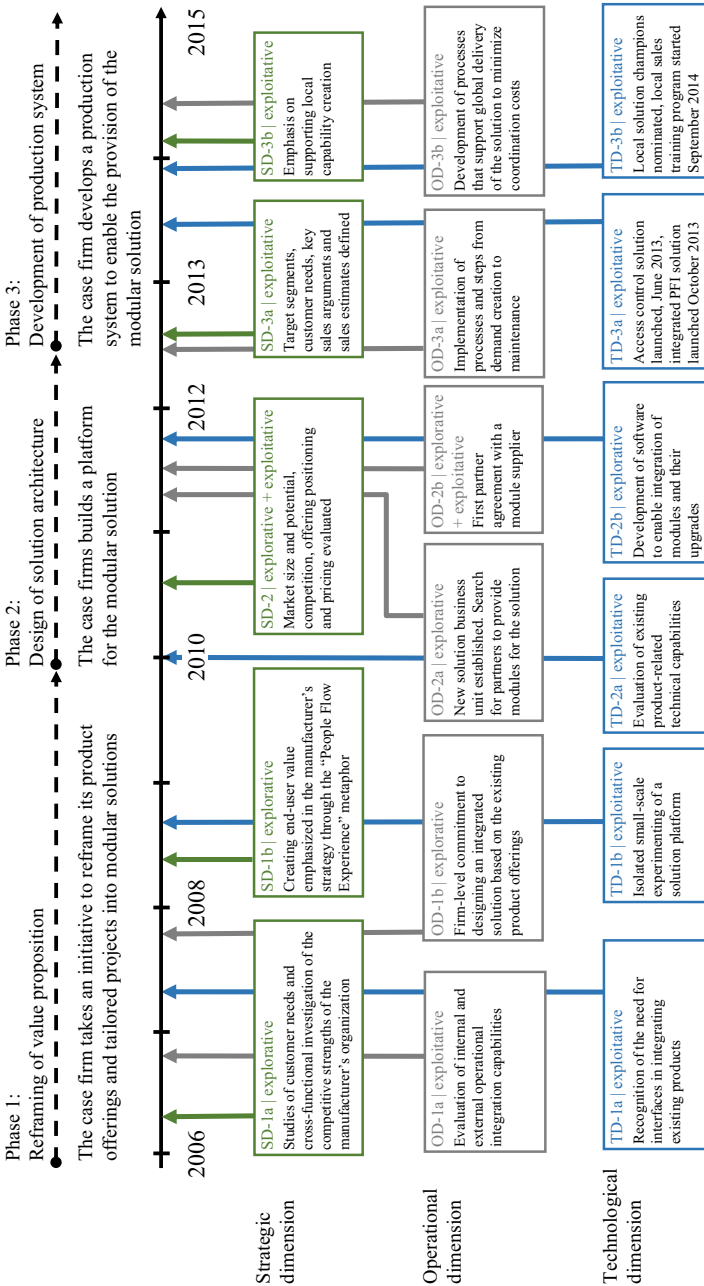 Phase 1:
Reframing of value proposition
The case firm takes an initiative to reframe its product
offerings and tailored projects into modular solutions
Phase 2:
Design of solution architecture
The case firms builds a platform
for the modular solution
Phase 3:
Development of production system
The case firm develops a production
system to enable the provision of the
modular solution
2006
2008
2010
2012
2013
2015
Strategic
dimension
SD-1a | explorative
Studies of customer needs and
cross-functional investigation of the
competitive strengths of the
manufacturer’s organization
SD-1b | explorative
Creating end-user value
emphasized in the manufacturer’s
strategy through the “People Flow
Experience” metaphor
SD-2 | explorative + exploitative
Market size and potential,
competition, offering positioning
and pricing evaluated
SD-3a | exploitative
Target segments,
customer needs, key
sales arguments and
sales estimates defined
SD-3b | exploitative
Emphasis on
supporting local
capability creation
Operational
dimension
OD-1a | exploitative
Evaluation of internal and
external operational
integration capabilities
OD-1b | explorative
Firm-level commitment to
designing an integrated
solution based on the existing
product offerings
OD-2a | explorative
New solution business
unit established. Search
for partners to provide
modules for the solution
OD-2b | explorative
+ exploitative
First partner
agreement with a
module supplier
OD-3a | exploitative
Implementation of
processes and steps from
demand creation to
maintenance
OD-3b | exploitative
Development of processes
that support global delivery
of the solution to minimize
coordination costs
Technological
dimension
TD-1a | exploitative
Recognition of the need for
interfaces in integrating
existing products
TD-1b | exploitative
Isolated small-scale
experimenting of a
solution platform
TD-2a | explorative
Evaluation of existing
product-related
technical capabilities
TD-2b | explorative
Development of software
to enable integration of
modules and their
upgrades
TD-3a | exploitative
Access control solution
launched, June 2013,
integrated PFI solution
launched October 2013
TD-3b | exploitative
Local solution champions
nominated, local sales
training program started
September 2014